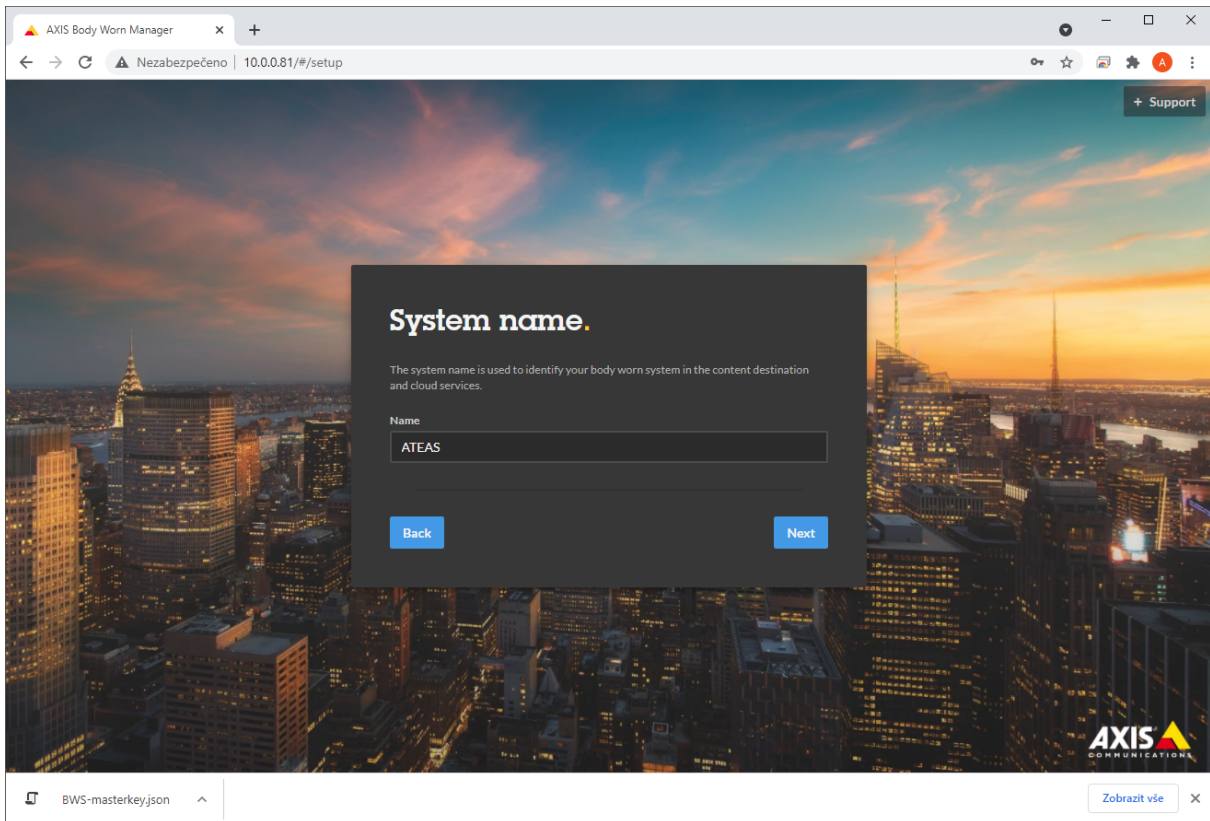 AXIS Body Worn Manager
Nezabezpečeno
10.0.0.81/#/setup
A
+ Support
System name.
The system name is used to identify your body worn system in the content destination
and cloud services.
Name
ATEAS
Back
Next
AXIS
COMMUNICATIONS
BWS-masterkey.json
Zobrazit vše